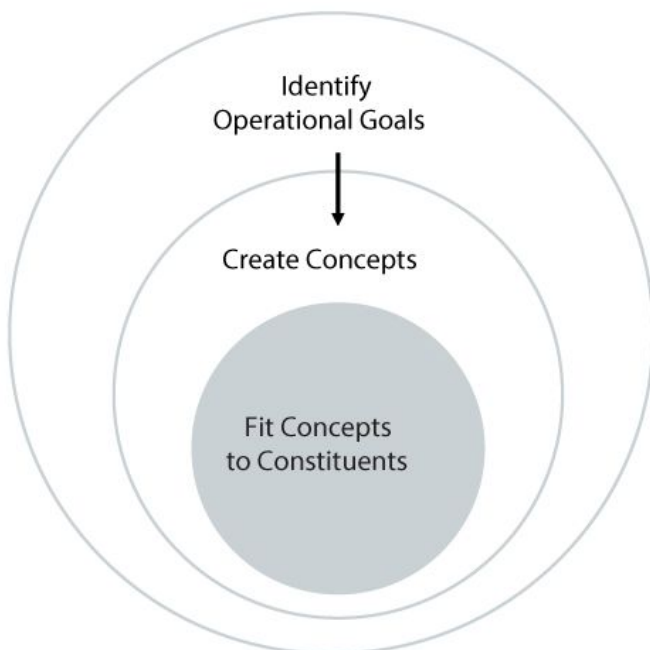 Identify
Operational Goals
Create Concepts
Fit Concepts
to Constituents